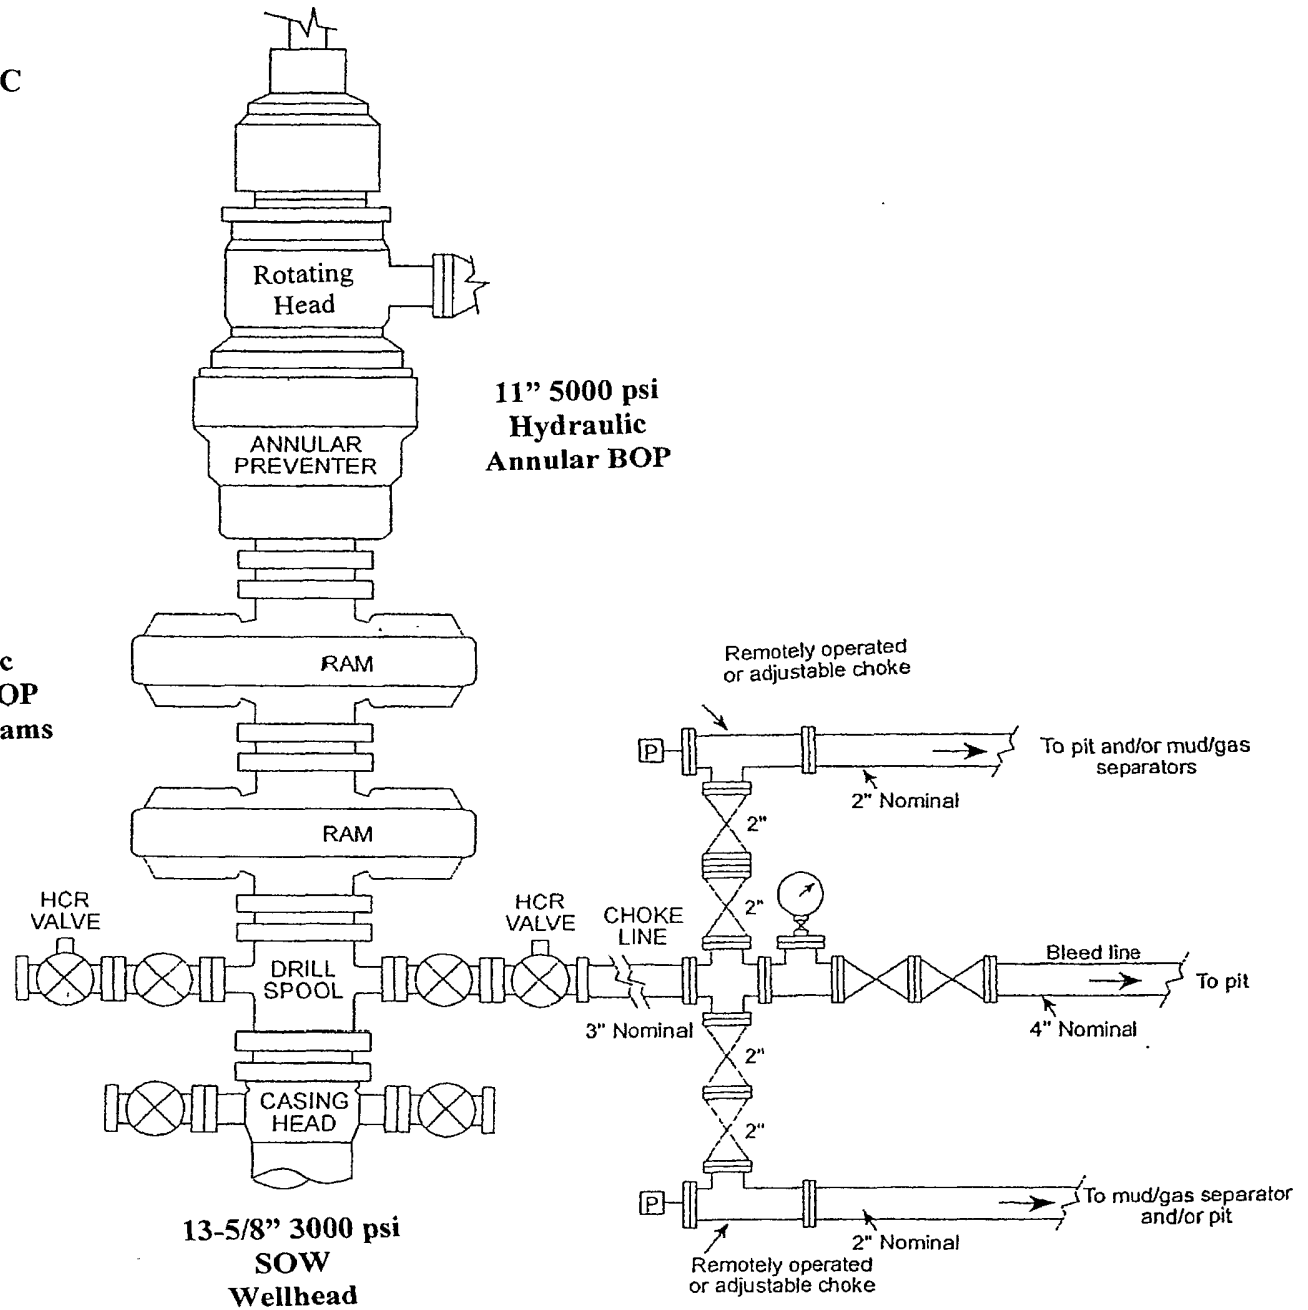 C
Rotating
Head
11” 5000 psi
Hydraulic
Annular BOP
ANNULAR
PREVENTER
c
OP
ams
RAM
RAM
Remotely operated
or adjustable choke
P
To pit and/or mud/gas
separators
2" Nominal
2"
2"
HCR
VALVE
HCR
VALVE
CHOKE
LINE
DRILL
SPOOL
3" Nominal
Bleed line
To pit
4" Nominal
2"
2"
CASING
HEAD
P
To mud/gas separator
and/or pit
2" Nominal
Remotely operated
or adjustable choke
13-5/8” 3000 psi
SOW
Wellhead